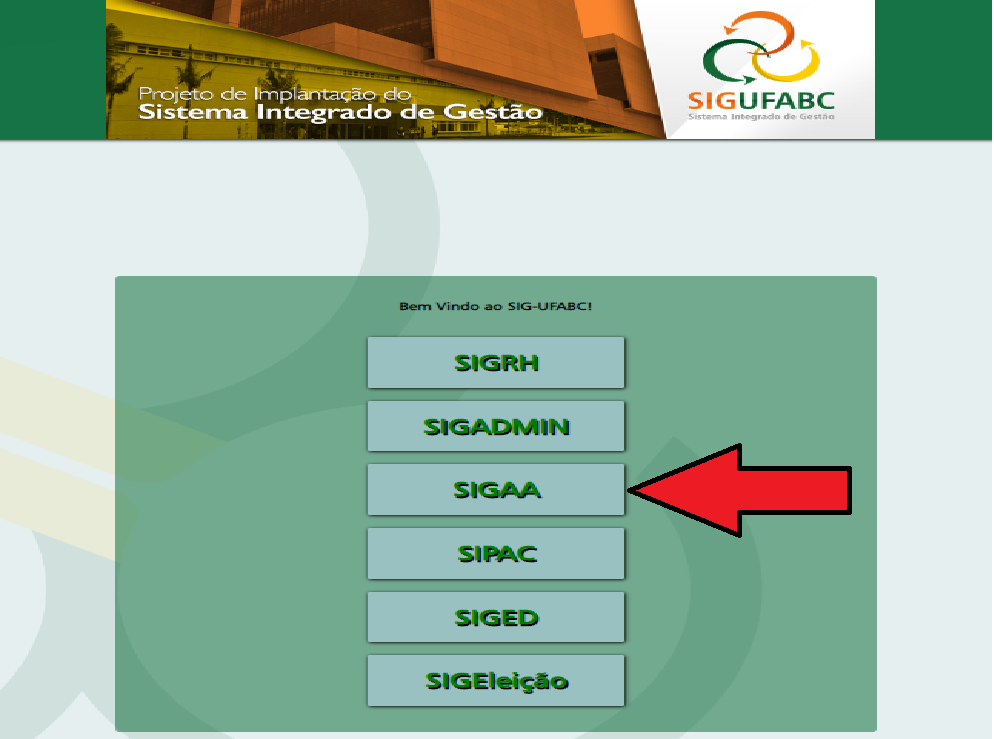 Projeto de Implantação do
Sistema Integrado de Gestão
SIGUFABC
Sistema Integrado de Gestão
Bem Vindo ao SIG-UFABC!
SIGRH
SIGADMIN
SIGAA
SIPAC
SIGED
SIGEleição